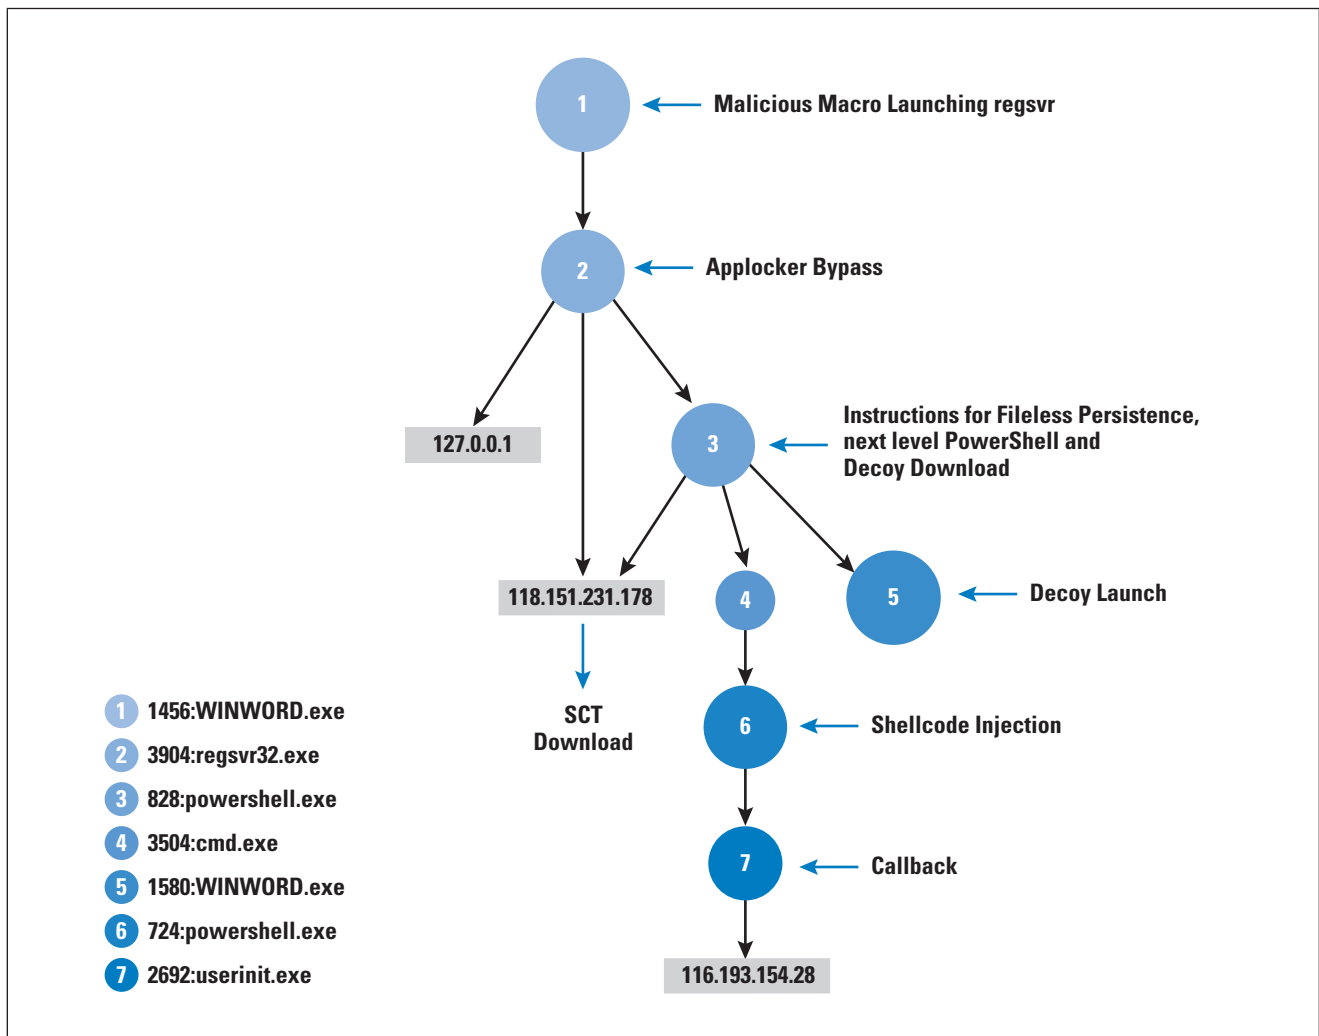 1
Malicious Macro Launching regsvr
2
Applocker Bypass
127.0.0.1
3
Instructions for Fileless Persistence,
next level PowerShell and
Decoy Download
118.151.231.178
4
5
Decoy Launch
SCT
Download
6
Shellcode Injection
7
Callback
116.193.154.28
1 1456:WINWORD.exe
2 3904:regsvr32.exe
3 828:powershell.exe
4 3504:cmd.exe
5 1580:WINWORD.exe
6 724:powershell.exe
7 2692:userinit.exe